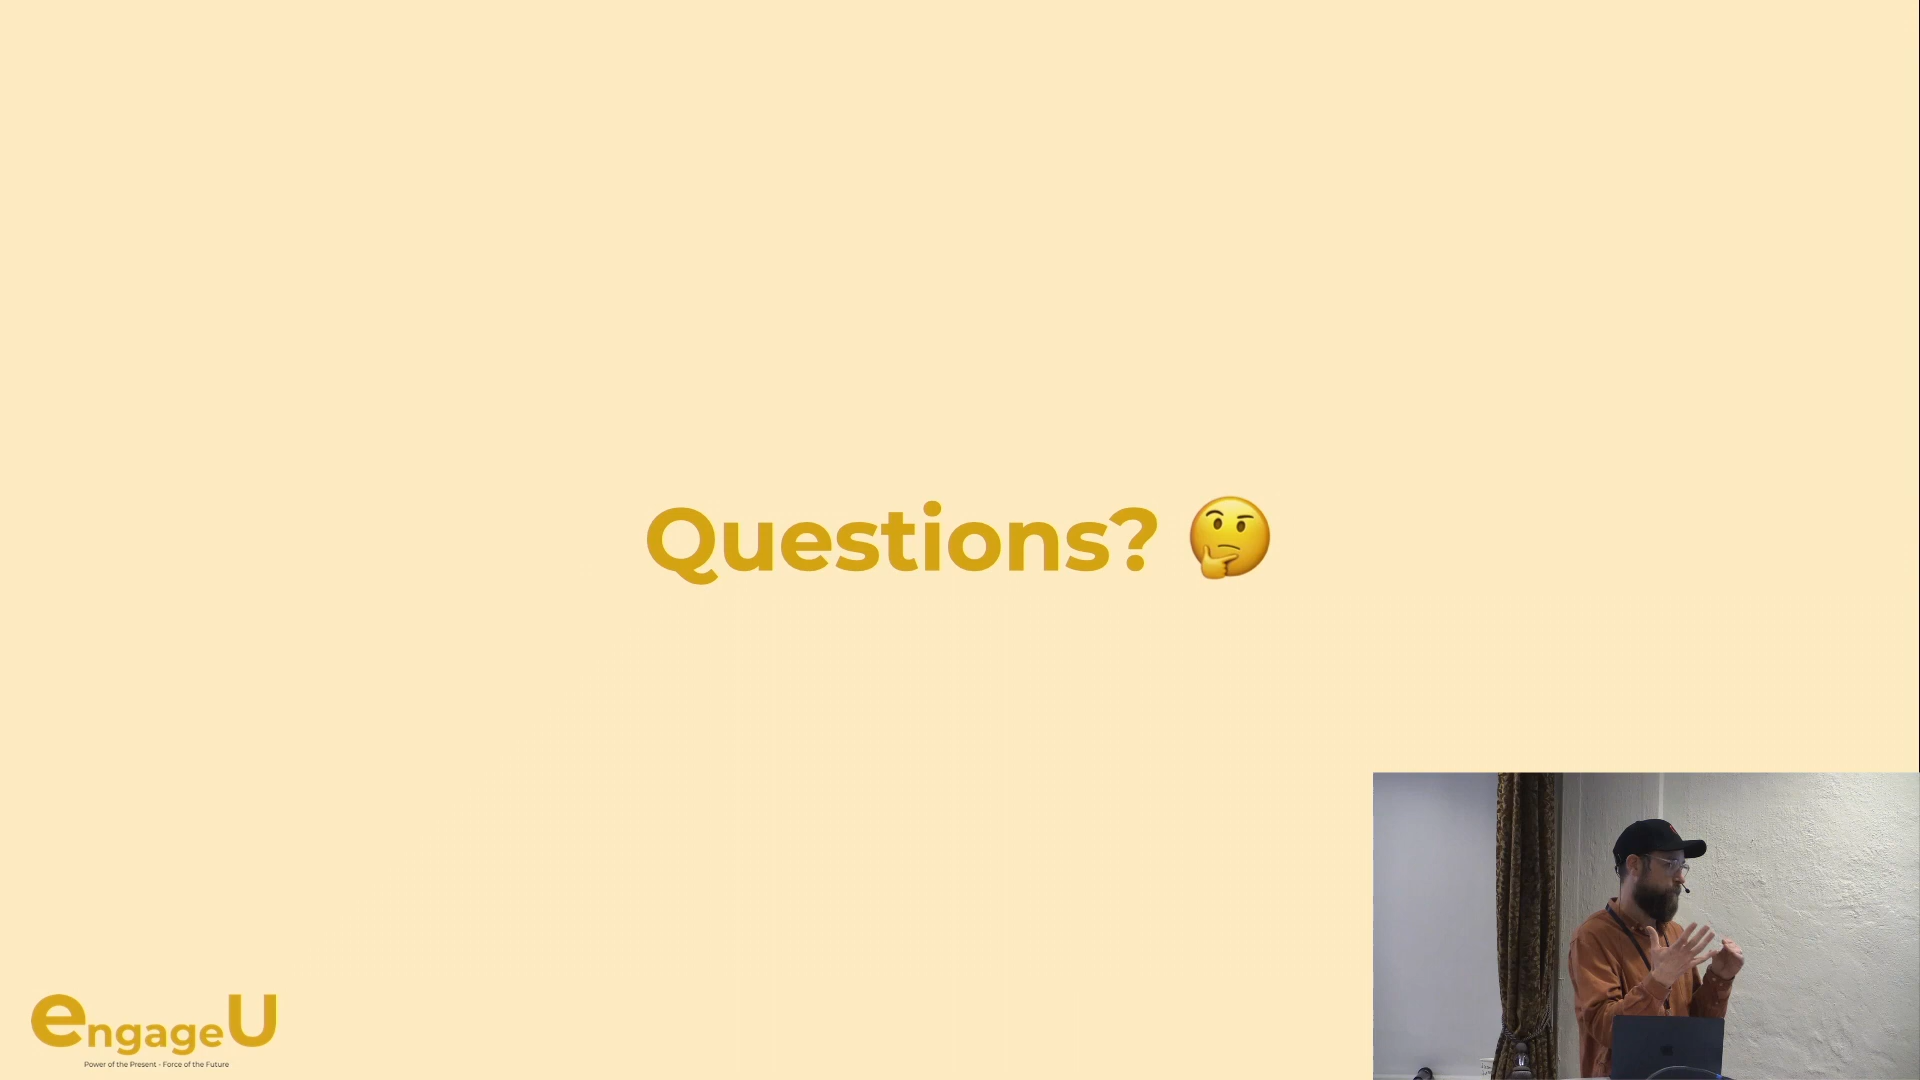 Questions? 🤔
engageU
Power of the Present - Force of the Future